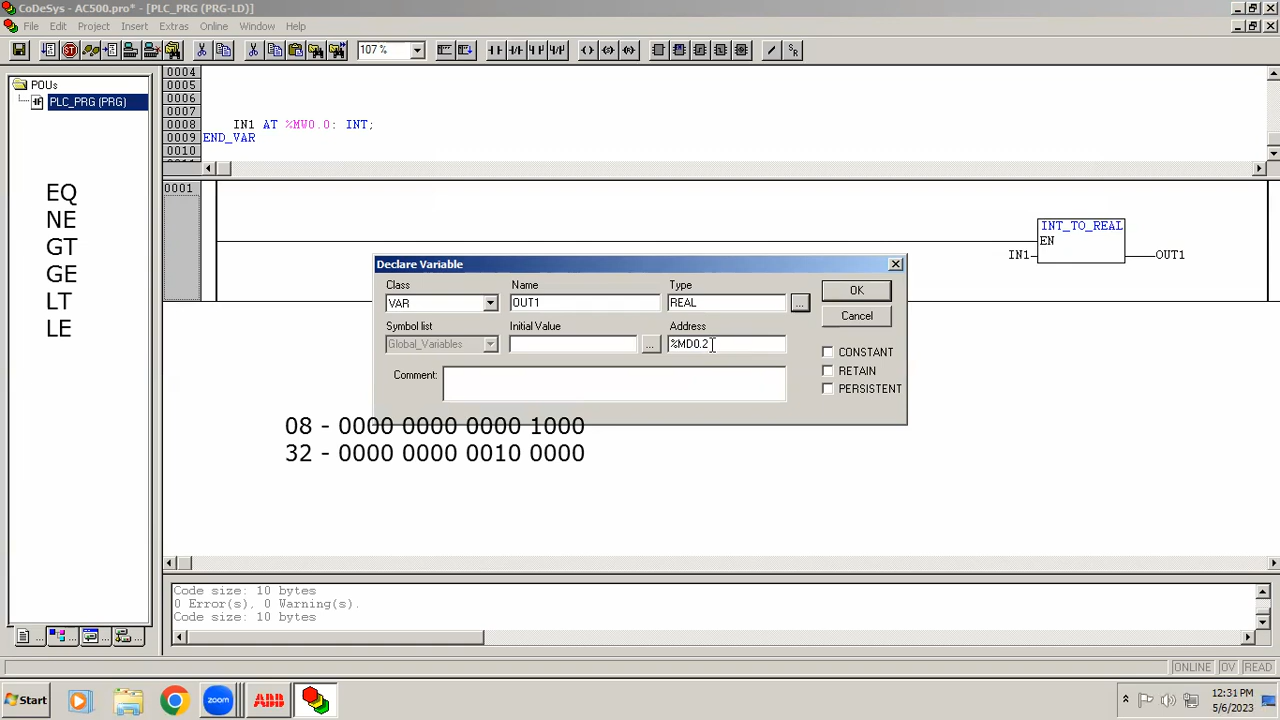 CoDeSys - AC500.pro* - [PLC_PRG (PRG-LD)]
File Edit Project Insert Extras Online Window Help
107 %
POUs
PLC_PRG (PRG)
0004
0005
0006
0007
0008 IN1 AT %MW0.0: INT;
0009 END_VAR
0010
0001
INT_TO_REAL
EN
IN1
OUT1
EQ
NE
GT
GE
LT
LE
Declare Variable
Class Name Type
VAR OUT1 REAL ... OK
Symbol list Initial Value Address Cancel
Global_Variables ... %MD0.2
CONSTANT
RETAIN
Comment: PERSISTENT
08 - 0000 0000 0000 1000
32 - 0000 0000 0010 0000
Code size: 10 bytes
0 Error(s), 0 Warning(s).
Code size: 10 bytes
ONLINE OV READ
Start zoom ABB 12:31 PM
5/6/2023